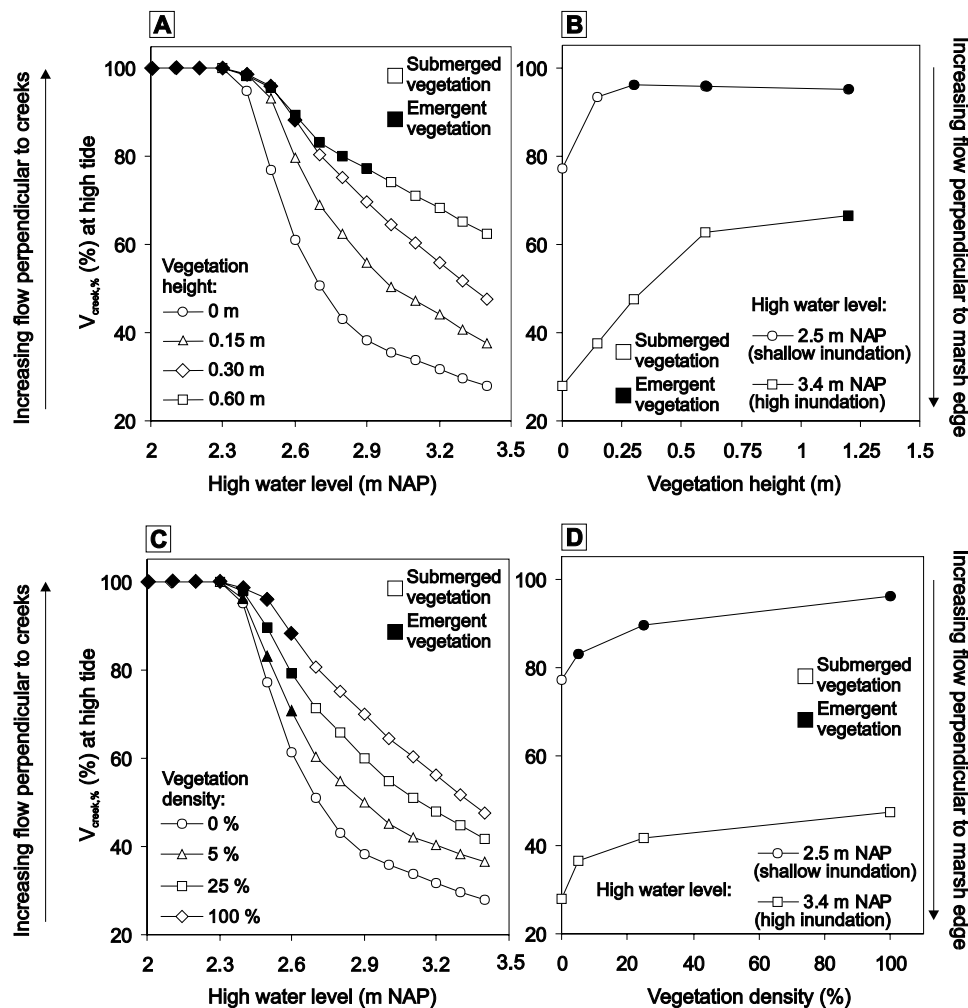 A
B
Increasing flow perpendicular to creeks
V creek,% (%) at high tide
100
80
60
40
20
Submerged
vegetation
Emergent
vegetation
Vegetation
height:
0 m
0.15 m
0.30 m
0.60 m
2
2.3
2.6
2.9
3.2
3.5
High water level (m NAP)
100
80
60
40
20
Submerged
vegetation
Emergent
vegetation
High water level:
2.5 m NAP
(shallow inundation)
3.4 m NAP
(high inundation)
0
0.25
0.5
0.75
1
1.25
1.5
Vegetation height (m)
Increasing flow perpendicular to marsh edge
C
D
Increasing flow perpendicular to creeks
V creek,% (%) at high tide
100
80
60
40
20
Submerged
vegetation
Emergent
vegetation
Vegetation
density:
0 %
5 %
25 %
100 %
2
2.3
2.6
2.9
3.2
3.5
High water level (m NAP)
100
80
60
40
20
Submerged
vegetation
Emergent
vegetation
High water level:
2.5 m NAP
(shallow inundation)
3.4 m NAP
(high inundation)
0
20
40
60
80
100
Vegetation density (%)
Increasing flow perpendicular to marsh edge